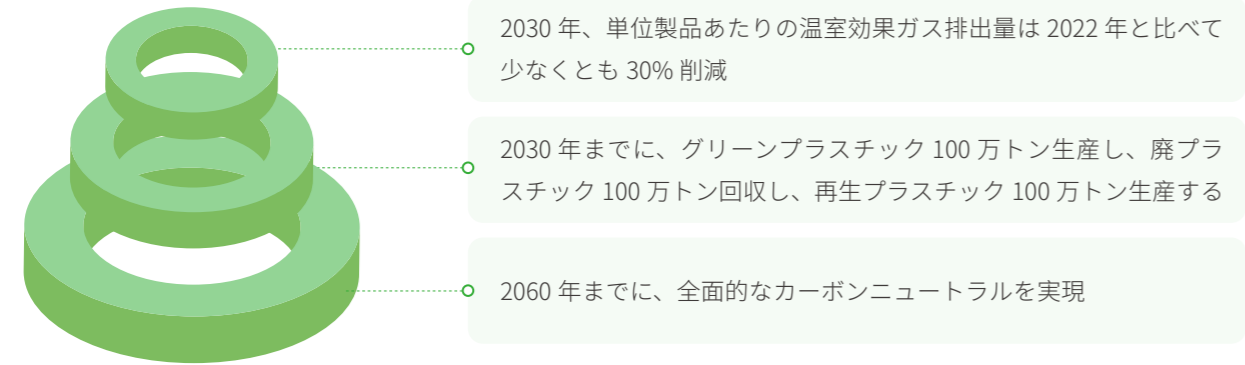 2030 年、単位製品あたりの温室効果ガス排出量は 2022 年と比べて
少なくとも 30% 削減
2030 年までに、グリーンプラスチック 100 万トン生産し、廃プラ
スチック 100 万トン回収し、再生プラスチック 100 万トン生産する
2060 年までに、全面的なカーボンニュートラルを実現